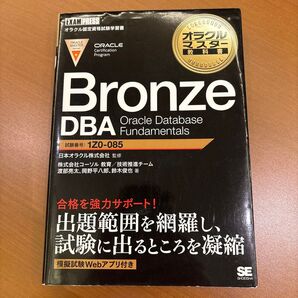 EXAMPRESS
オラクル認定資格試験学習書
オラクル
マスター
教科書
ORACLE
Certification
Program
Bronze
DBA
Oracle Database
Fundamentals
試験番号：1Z0-085
日本オラクル株式会社 監修
株式会社コーソル 教育／技術推進チーム
渡部亮太、岡野平八郎、鈴木俊也 著
合格を強力サポート！
出題範囲を網羅し、
試験に出るところを凝縮
模擬試験Webアプリ付き
SE
SHOEISHA